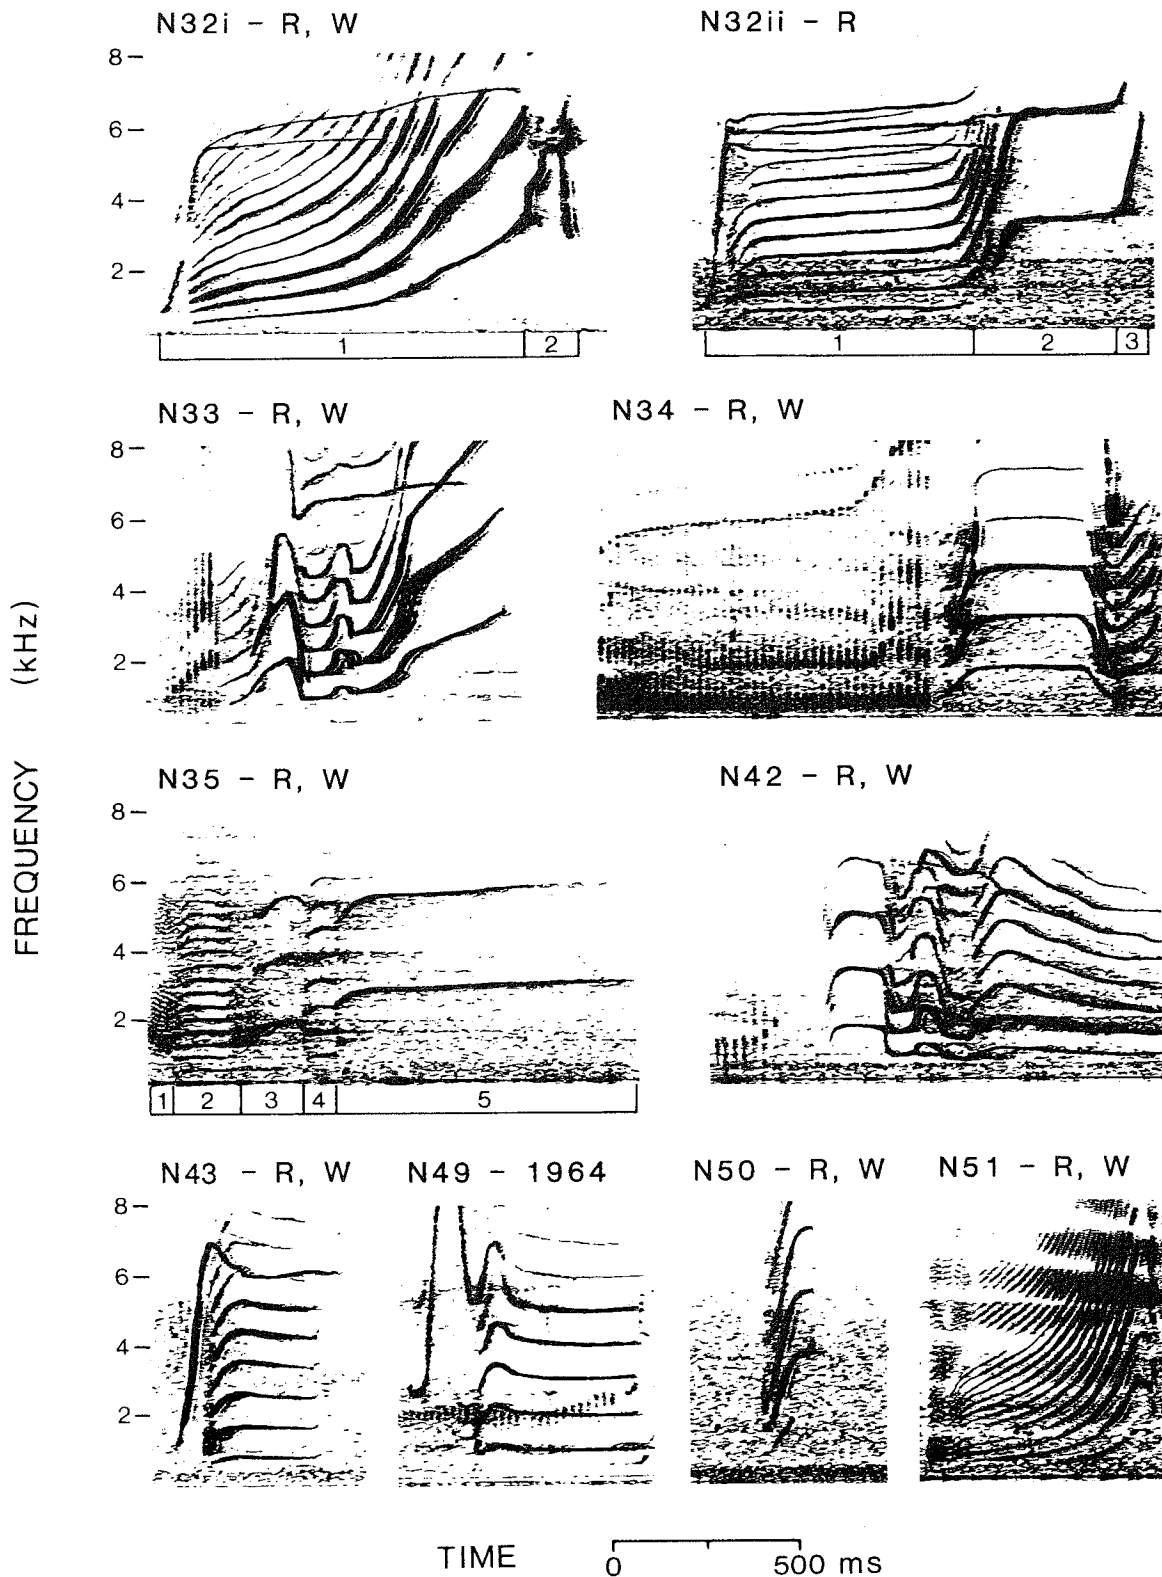 N32i – R, W
N32ii – R
8 –
6 –
4 –
2 –
1 2
1 2 3
N33 – R, W
N34 – R, W
8 –
6 –
4 –
2 –
FREQUENCY (kHz)
N35 – R, W
N42 – R, W
8 –
6 –
4 –
2 –
1 2 3 4 5
N43 – R, W
N49 – 1964
N50 – R, W
N51 – R, W
8 –
6 –
4 –
2 –
TIME
0 500 ms